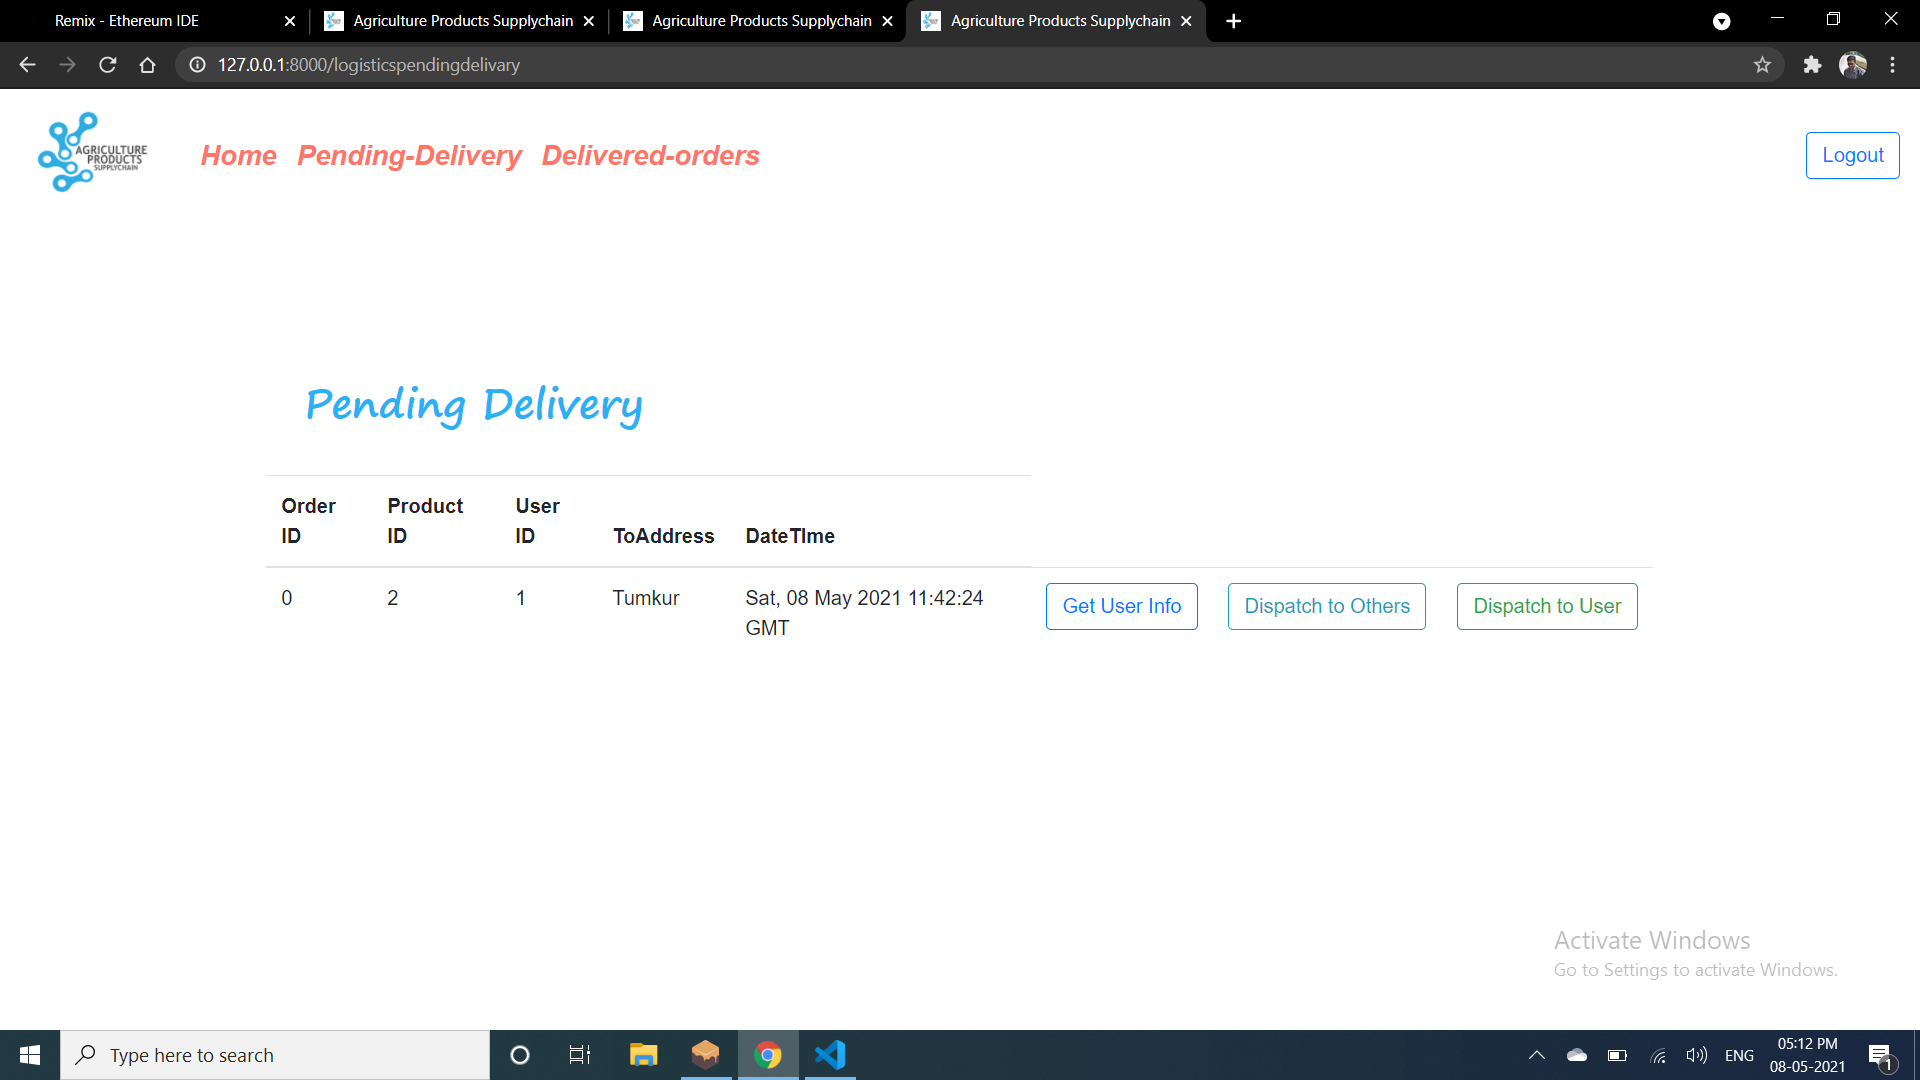 Remix - Ethereum IDE
Agriculture Products Supplychain
Agriculture Products Supplychain
Agriculture Products Supplychain
127.0.0.1:8000/logisticspendingdelivary
AGRICULTURE
PRODUCTS
SUPPLYCHAIN
Home Pending-Delivery Delivered-orders
Logout
Pending Delivery
Order ID Product ID User ID ToAddress DateTIme
0 2 1 Tumkur Sat, 08 May 2021 11:42:24 GMT Get User Info Dispatch to Others Dispatch to User
Activate Windows
Go to Settings to activate Windows.
Type here to search
ENG
05:12 PM
08-05-2021
1